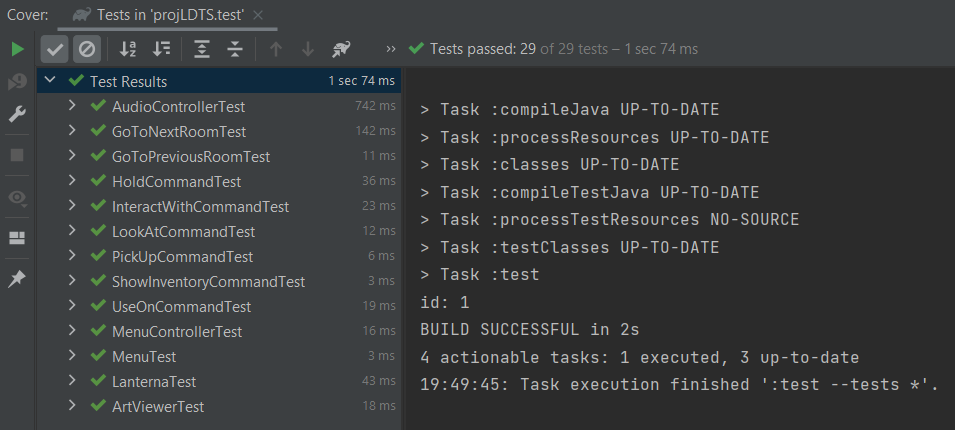 Cover: Tests in 'projLDTS.test' ×
Tests passed: 29 of 29 tests – 1 sec 74 ms
Test Results 1 sec 74 ms
AudioControllerTest 742 ms
GoToNextRoomTest 142 ms
GoToPreviousRoomTest 11 ms
HoldCommandTest 36 ms
InteractWithCommandTest 23 ms
LookAtCommandTest 12 ms
PickUpCommandTest 6 ms
ShowInventoryCommandTest 3 ms
UseOnCommandTest 19 ms
MenuControllerTest 16 ms
MenuTest 3 ms
LanternaTest 43 ms
ArtViewerTest 18 ms
> Task :compileJava UP-TO-DATE
> Task :processResources UP-TO-DATE
> Task :classes UP-TO-DATE
> Task :compileTestJava UP-TO-DATE
> Task :processTestResources NO-SOURCE
> Task :testClasses UP-TO-DATE
> Task :test
id: 1
BUILD SUCCESSFUL in 2s
4 actionable tasks: 1 executed, 3 up-to-date
19:49:45: Task execution finished ':test --tests *'.